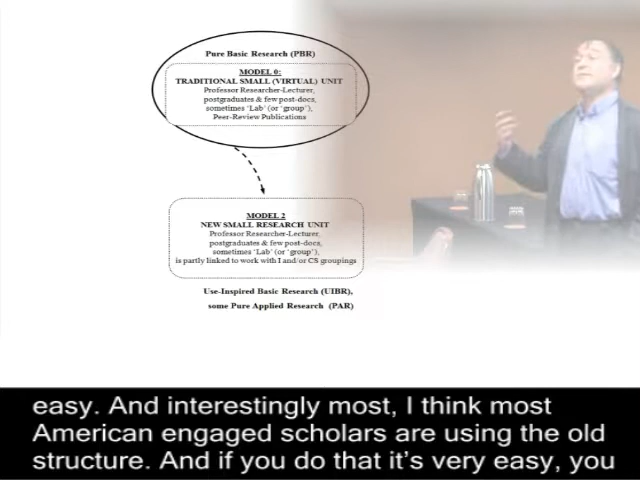 Pure Basic Research (PBR)
MODEL 0:
TRADITIONAL SMALL (VIRTUAL) UNIT
Professor Researcher-Lecturer,
postgraduates & few post-docs,
sometimes 'Lab' (or 'group'),
Peer-Review Publications
MODEL 2
NEW SMALL RESEARCH UNIT
Professor Researcher-Lecturer,
postgraduates & few post-docs,
sometimes 'Lab' (or 'group'),
is partly linked to work with I and/or CS groupings
Use-Inspired Basic Research (UIBR),
some Pure Applied Research (PAR)
easy. And interestingly most, I think most
American engaged scholars are using the old
structure. And if you do that it's very easy, you